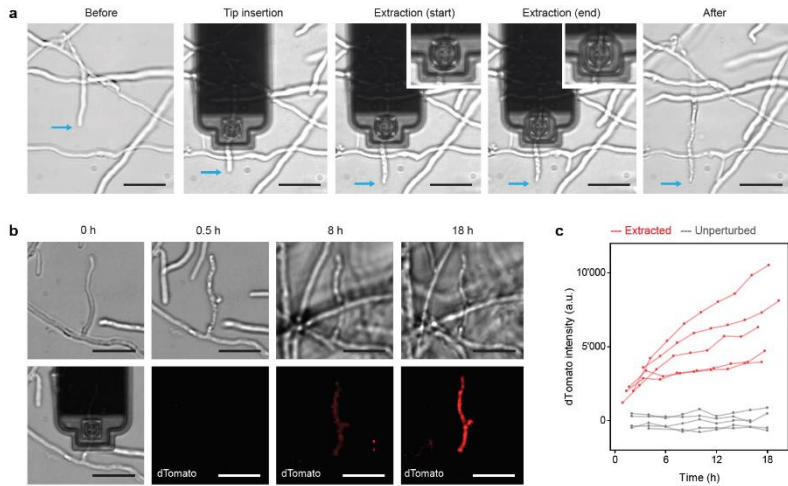 a
Before
Tip insertion
Extraction (start)
Extraction (end)
After
b
0 h
0.5 h
8 h
18 h
dTomato
dTomato
dTomato
c
Extracted
Unperturbed
dTomato intensity (a.u.)
10'000
5'000
0
0
6
12
18
Time (h)